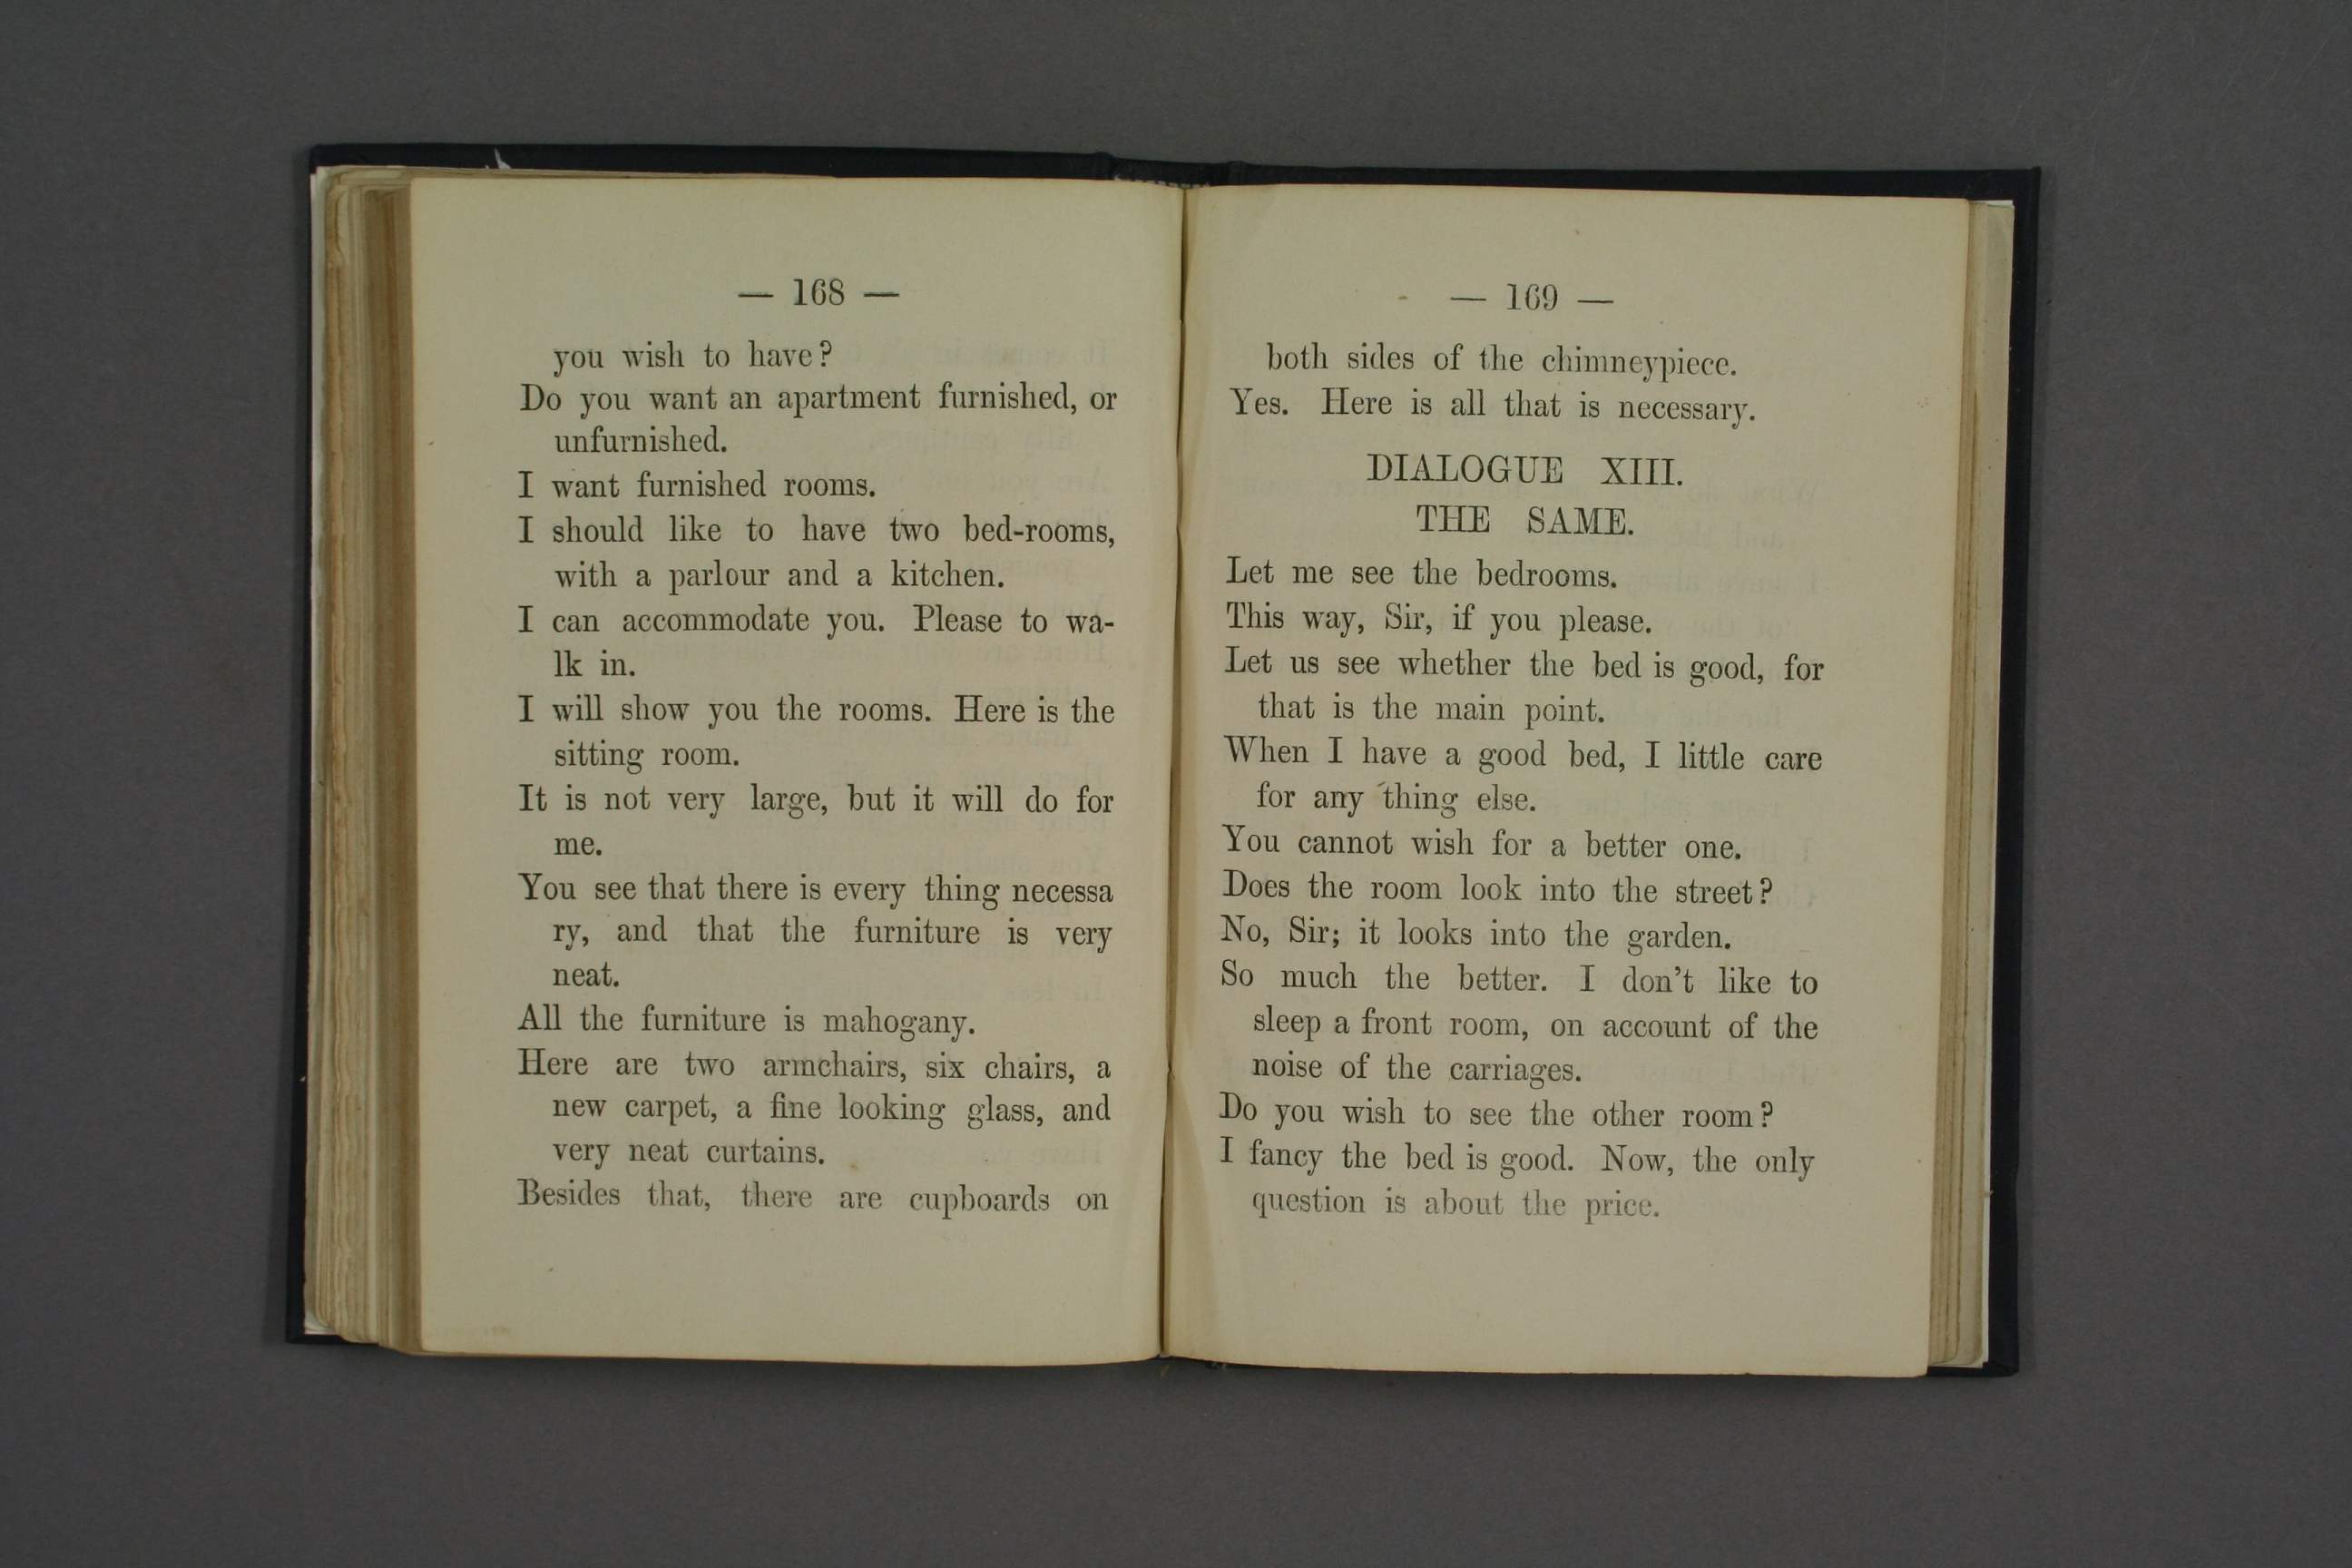 — 168 —
you wish to have?
Do you want an apartment furnished, or
unfurnished.
I want furnished rooms.
I should like to have two bed-rooms,
with a parlour and a kitchen.
I can accommodate you. Please to wa-
lk in.
I will show you the rooms. Here is the
sitting room.
It is not very large, but it will do for
me.
You see that there is every thing necessa
ry, and that the furniture is very
neat.
All the furniture is mahogany.
Here are two armchairs, six chairs, a
new carpet, a fine looking glass, and
very neat curtains.
Besides that, there are cupboards on
— 169 —
both sides of the chimneypiece.
Yes. Here is all that is necessary.
DIALOGUE XIII.
THE SAME.
Let me see the bedrooms.
This way, Sir, if you please.
Let us see whether the bed is good, for
that is the main point.
When I have a good bed, I little care
for any thing else.
You cannot wish for a better one.
Does the room look into the street?
No, Sir; it looks into the garden.
So much the better. I don't like to
sleep a front room, on account of the
noise of the carriages.
Do you wish to see the other room?
I fancy the bed is good. Now, the only
question is about the price.